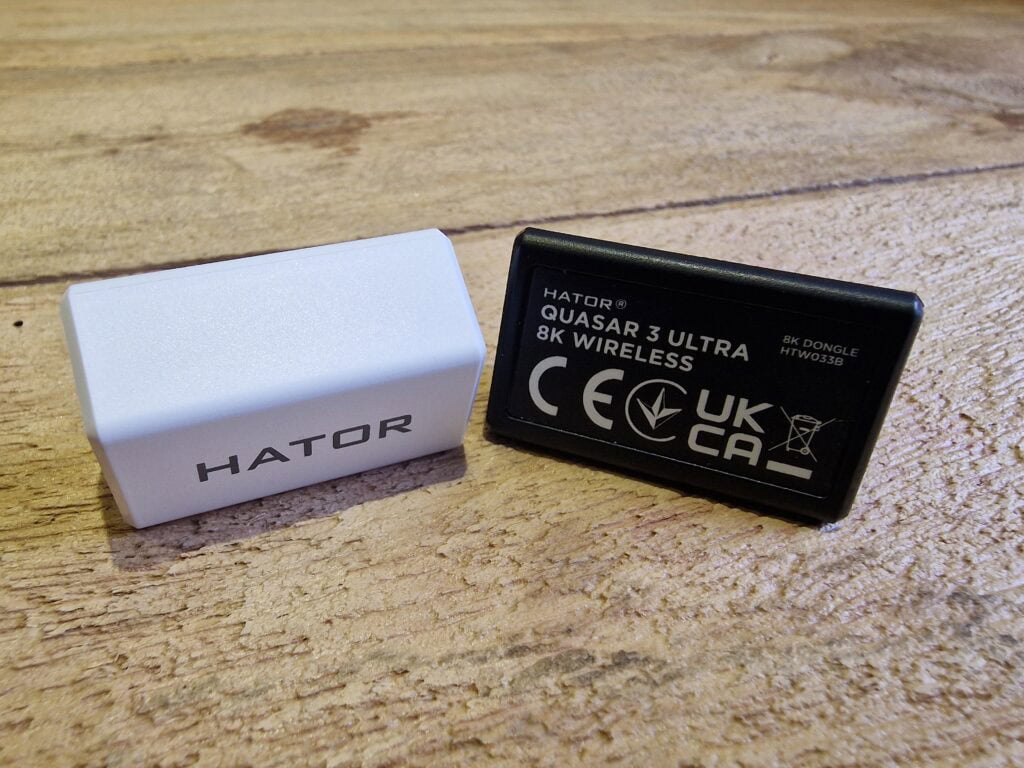 HATOR
HATOR®
QUASAR 3 ULTRA
8K WIRELESS
8K DONGLE
HTW033B
CE
UK
CA